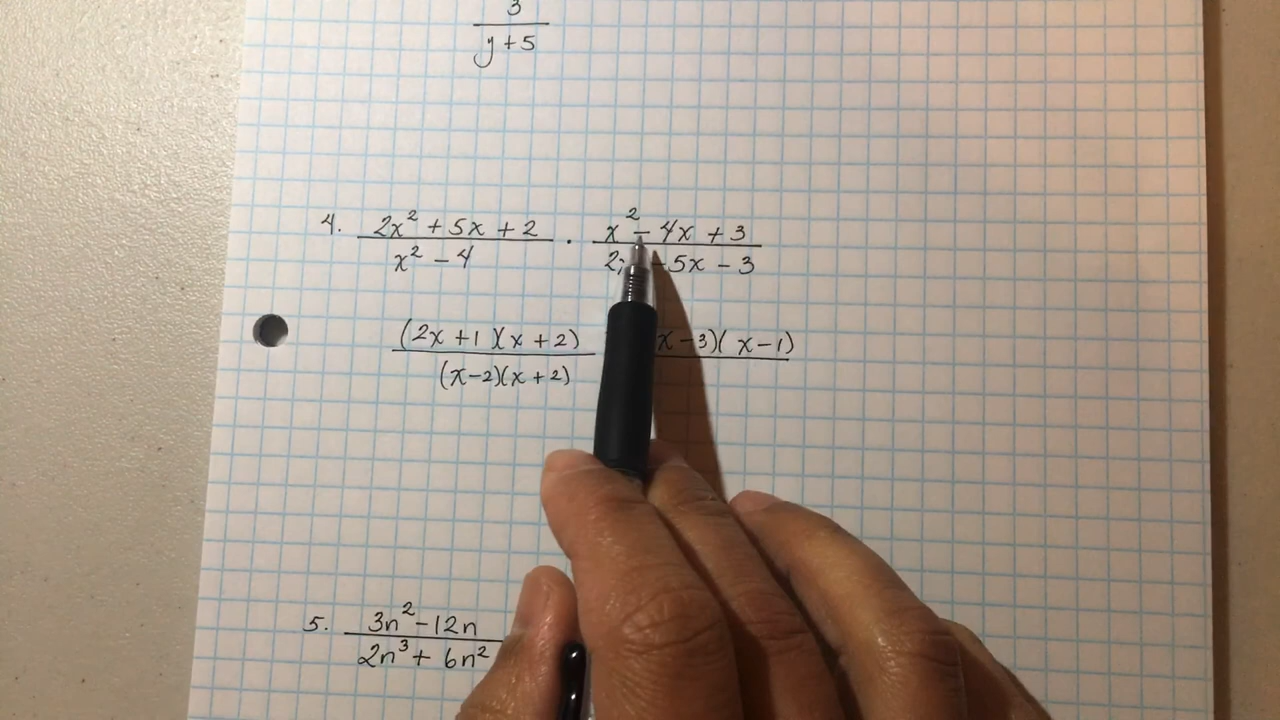 3
y + 5
4. 2x² + 5x + 2 · x² - 4x + 3
x² - 4 2 - 5x - 3
(2x + 1)(x + 2) x - 3)(x - 1)
(x - 2)(x + 2)
5. 3n² - 12n
2n³ + 6n²